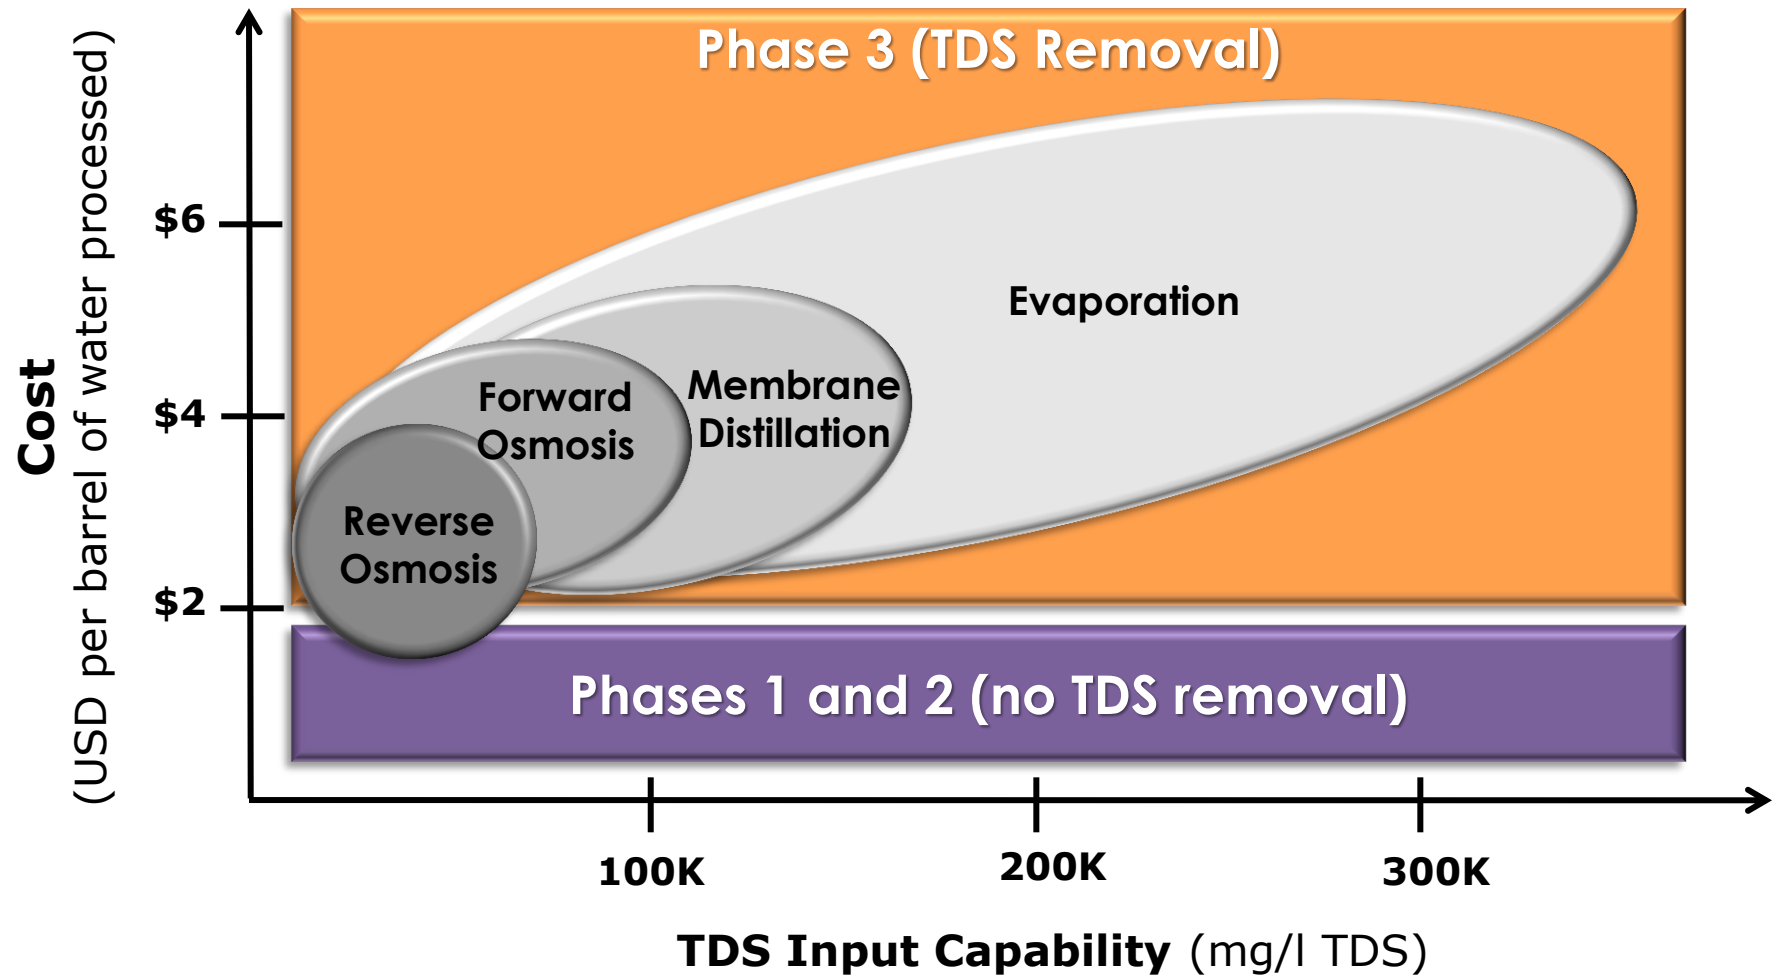 Phase 3 (TDS Removal)
Cost
(USD per barrel of water processed)
$6
$4
$2
Evaporation
Membrane
Distillation
Forward
Osmosis
Reverse
Osmosis
Phases 1 and 2 (no TDS removal)
100K
200K
300K
TDS Input Capability (mg/l TDS)